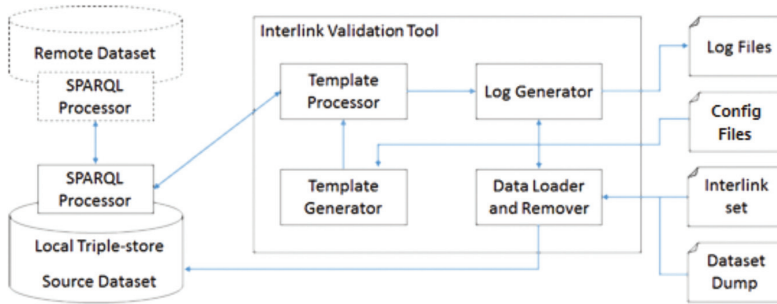 Remote Dataset
SPARQL
Processor
SPARQL
Processor
Local Triple-store
Source Dataset
Interlink Validation Tool
Template
Processor
Log Generator
Template
Generator
Data Loader
and Remover
Log Files
Config
Files
Interlink
set
Dataset
Dump